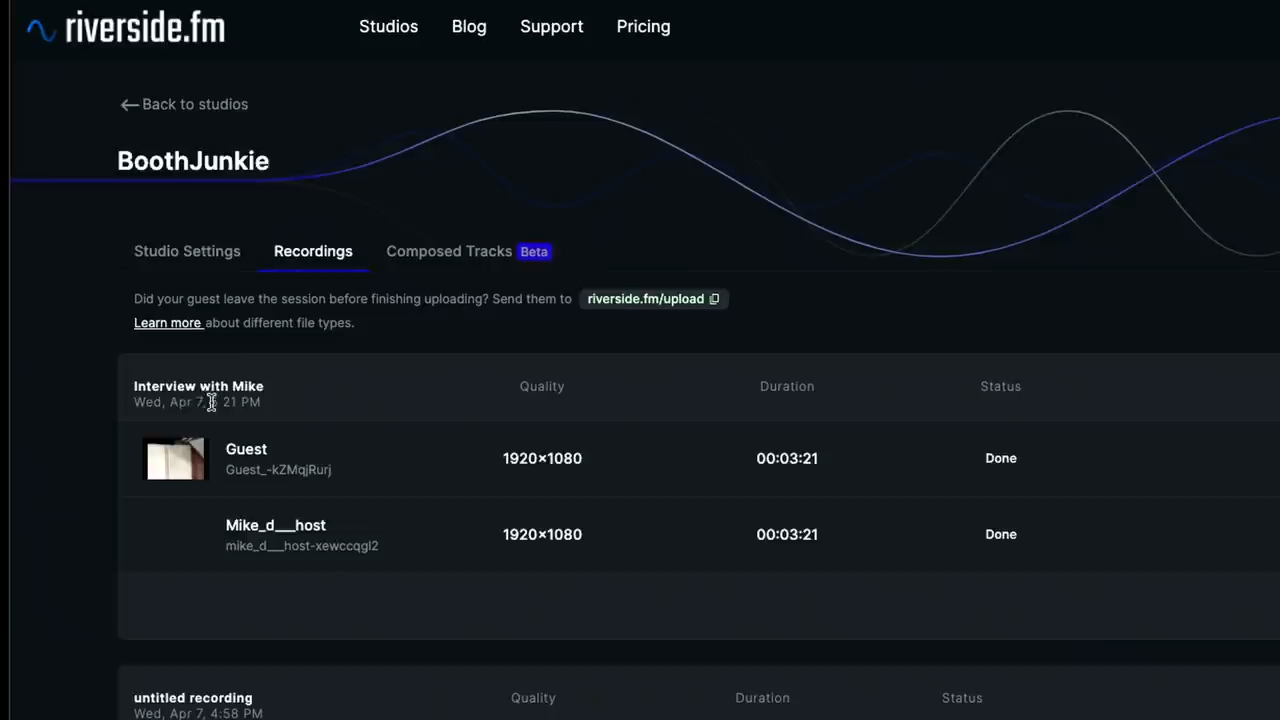 riverside.fm
Studios Blog Support Pricing
Back to studios
BoothJunkie
Studio Settings Recordings Composed Tracks Beta
Did your guest leave the session before finishing uploading? Send them to riverside.fm/upload
Learn more about different file types.
Interview with Mike Quality Duration Status
Wed, Apr 7, 21 PM
Guest
Guest_-kZMqjRurj 1920×1080 00:03:21 Done
Mike_d___host
mike_d___host-xewccqgl2 1920×1080 00:03:21 Done
untitled recording Quality Duration Status
Wed, Apr 7, 4:58 PM